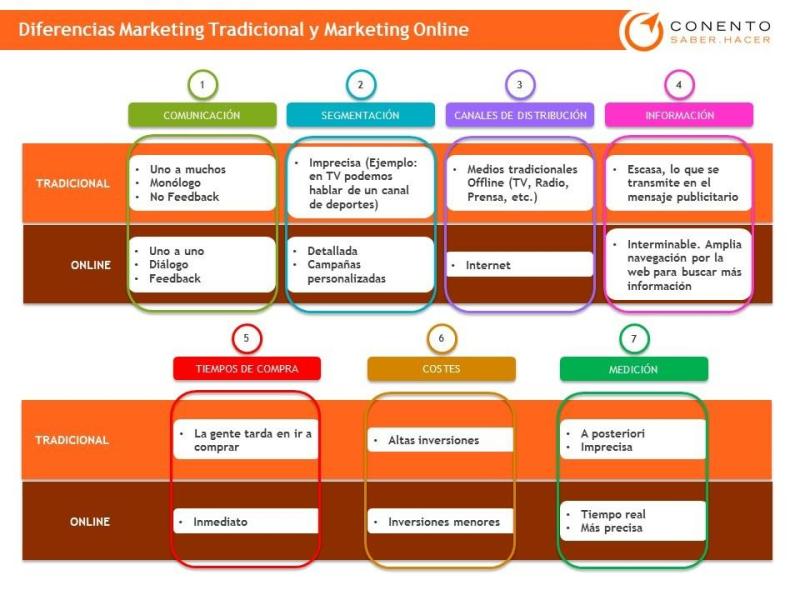 Diferencias Marketing Tradicional y Marketing Online
CONENTO
SABER.HACER
1
2
3
4
COMUNICACIÓN
SEGMENTACIÓN
CANALES DE DISTRIBUCIÓN
INFORMACIÓN
TRADICIONAL
• Uno a muchos
• Monólogo
• No Feedback
• Imprecisa (Ejemplo:
en TV podemos
hablar de un canal
de deportes)
• Medios tradicionales
Offline (TV, Radio,
Prensa, etc.)
• Escasa, lo que se
transmite en el
mensaje publicitario
ONLINE
• Uno a uno
• Diálogo
• Feedback
• Detallada
• Campañas
personalizadas
• Internet
• Interminable. Amplia
navegación por la
web para buscar más
información
5
6
7
TIEMPOS DE COMPRA
COSTES
MEDICIÓN
TRADICIONAL
• La gente tarda en ir a
comprar
• Altas inversiones
• A posteriori
• Imprecisa
ONLINE
• Inmediato
• Inversiones menores
• Tiempo real
• Más precisa